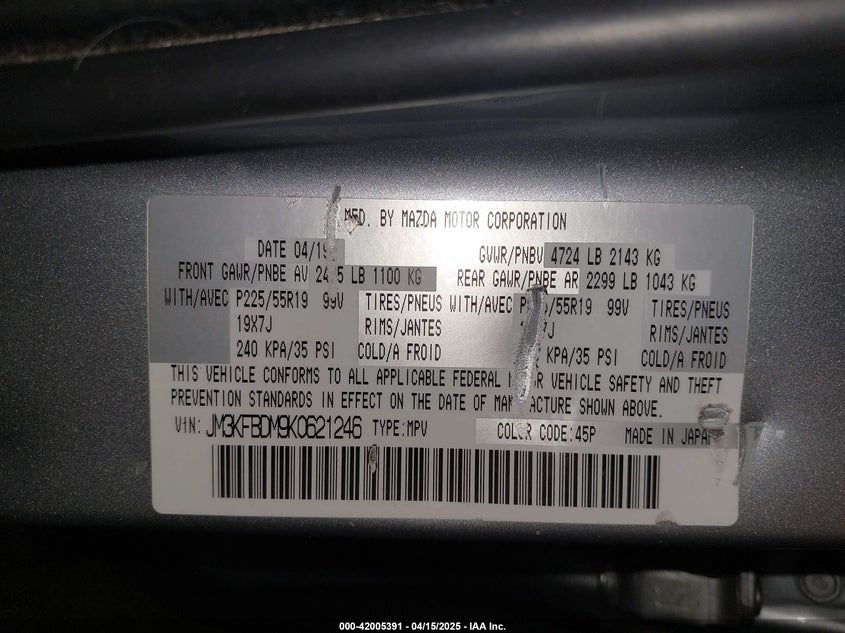 MFD. BY MAZDA MOTOR CORPORATION
DATE 04/19 GVWR/PNBV 4724 LB 2143 KG
FRONT GAWR/PNBE AV LB 1100 KG REAR GAWR/PNBE AR 2299 LB 1043 KG
WITH/AVEC P225/55R19 99V TIRES/PNEUS WITH/AVEC 99V TIRES/PNEUS
19X7J RIMS/JANTES RIMS/JANTES
240 KPA/35 PSI COLD/A FROID KPA/35 PSI COLD/A FROID
THIS VEHICLE CONFORMS TO ALL APPLICABLE FEDERAL VEHICLE SAFETY AND THEFT
PREVENTION STANDARDS IN EFFECT ON THE DATE OF MANUFACTURE SHOWN ABOVE.
VIN: JM3KFBDM9K0621246 TYPE:MPV COLOR CODE:45P MADE IN JAPAN
000-42005391 - 04/15/2025 - IAA Inc.